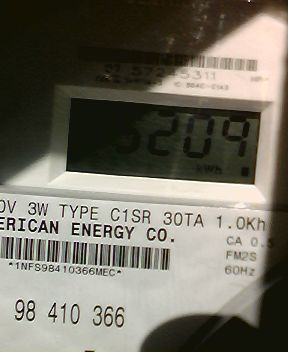 5209
kWh
0V 3W TYPE C1SR 30TA 1.0Kh
ERICAN ENERGY CO.
CA 0.5
FM2S
60Hz
*1NFS98410366MEC*
98 410 366